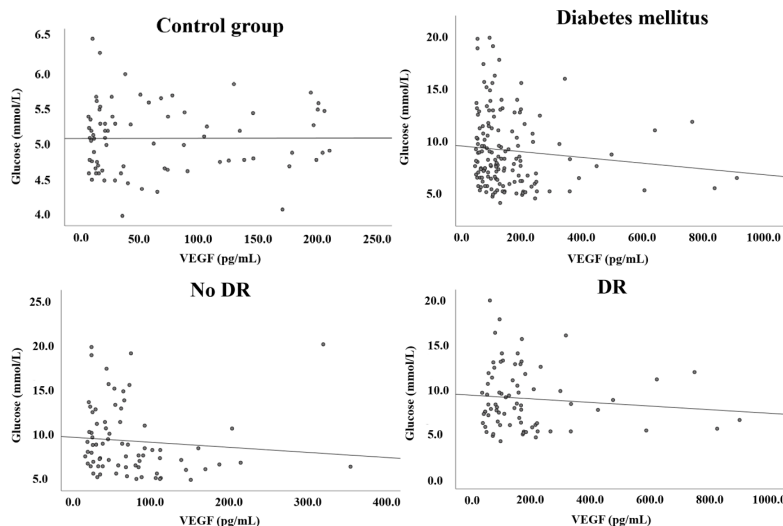 Control group
Glucose (mmol/L)
6.5
6.0
5.5
5.0
4.5
4.0
0.0 50.0 100.0 150.0 200.0 250.0
VEGF (pg/mL)
Diabetes mellitus
Glucose (mmol/L)
20.0
15.0
10.0
5.0
0.0 200.0 400.0 600.0 800.0 1000.0
VEGF (pg/mL)
No DR
Glucose (mmol/L)
25.0
20.0
15.0
10.0
5.0
0.0 100.0 200.0 400.0
VEGF (pg/mL)
DR
Glucose (mmol/L)
20.0
15.0
10.0
5.0
0.0
0.0 200.0 400.0 600.0 800.0 1000.0
VEGF (pg/mL)